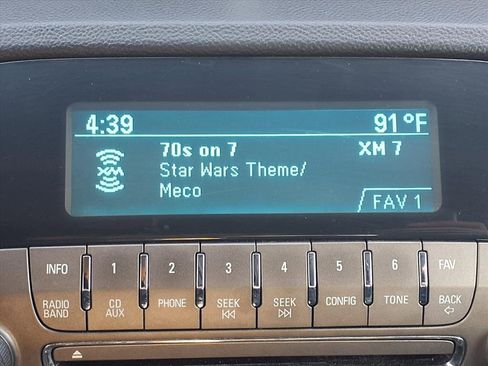 4:39 91°F
70s on 7 XM 7
XM Star Wars Theme/
Meco
FAV 1
INFO 1 2 3 4 5 6 FAV
RADIO BAND CD AUX PHONE SEEK SEEK CONFIG TONE BACK